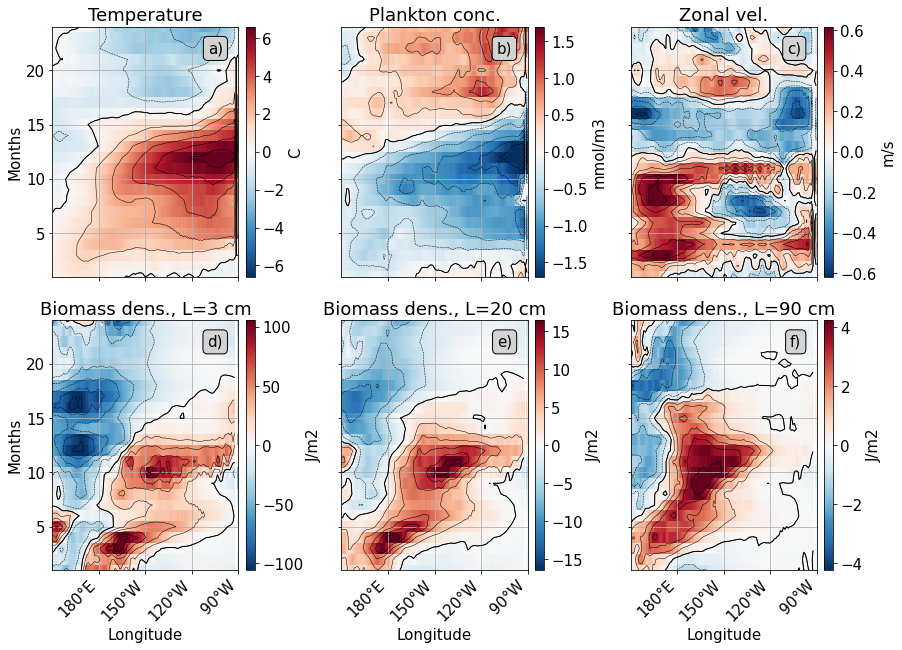 Temperature
Plankton conc.
Zonal vel.
a)
b)
c)
Months
20
15
10
5
6
4
2
0
−2
−4
−6
C
1.5
1.0
0.5
0.0
−0.5
−1.0
−1.5
mmol/m3
0.6
0.4
0.2
0.0
−0.2
−0.4
−0.6
m/s
Biomass dens., L=3 cm
Biomass dens., L=20 cm
Biomass dens., L=90 cm
d)
e)
f)
Months
20
15
10
5
100
50
0
−50
−100
J/m2
15
10
5
0
−5
−10
−15
J/m2
4
2
0
−2
−4
J/m2
180°E
150°W
120°W
90°W
180°E
150°W
120°W
90°W
180°E
150°W
120°W
90°W
Longitude
Longitude
Longitude